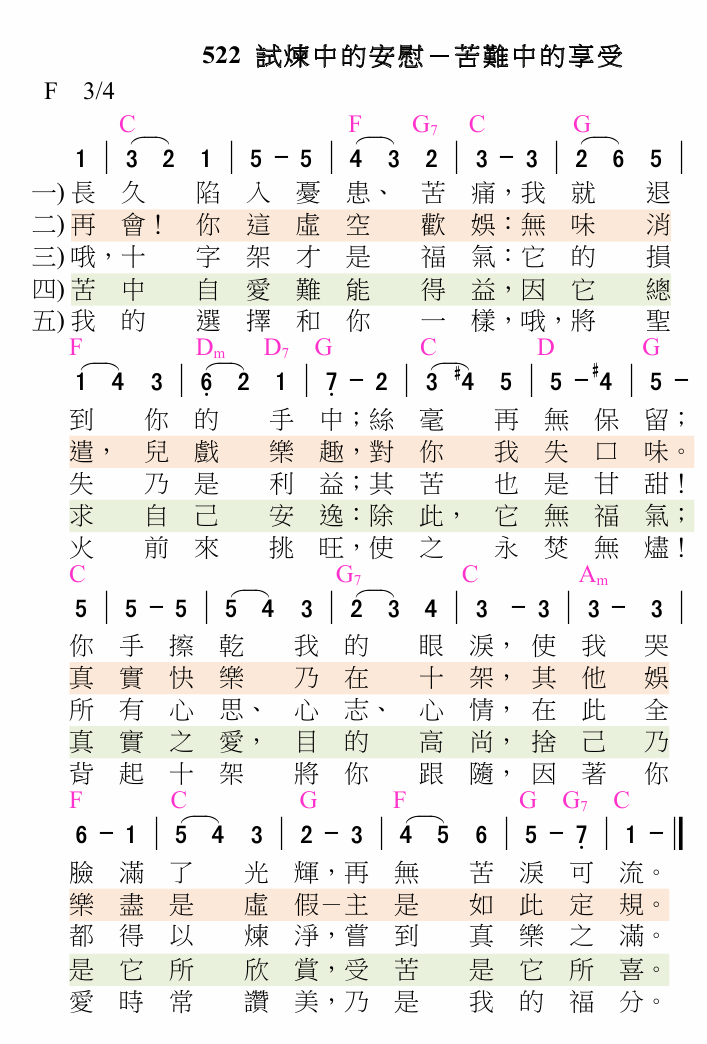 522 試煉中的安慰－苦難中的享受
F 3/4
C F G7 C G
1 | 3 2 1 | 5 - 5 | 4 3 2 | 3 - 3 | 2 6 5 |
一) 長久陷入憂患、苦痛，我就退
二) 再會！你這虛空歡娛：無味消
三) 哦，十字架才是福氣：它的損
四) 苦中自愛難能得益，因它總
五) 我的選擇和你一樣，哦，將聖
F Dm D7 G C D G
1 4 3 | 6 2 1 | 7 - 2 | 3 #4 5 | 5 - #4 | 5 -
到你的手中；絲毫再無保留；
遣，兒戲樂趣，對你我失口味。
失乃是利益；其苦也是甘甜！
求自己安逸：除此，它無福氣；
火前來挑旺，使之永焚無燼！
C G7 C Am
5 | 5 - 5 | 5 4 3 | 2 3 4 | 3 - 3 | 3 - 3 |
你手擦乾我的眼淚，使我哭
真實快樂乃在十架，其他娛
所有心思、心志、心情，在此全
真實之愛，目的高尚，捨己乃
背起十架將你跟隨，因著你
F C G F G G7 C
6 - 1 | 5 4 3 | 2 - 3 | 4 5 6 | 5 - 7 | 1 - ‖
臉滿了光輝，再無苦淚可流。
樂盡是虛假－主是如此定規。
都得以煉淨，嘗到真樂之滿。
是它所欣賞，受苦是它所喜。
愛時常讚美，乃是我的福分。